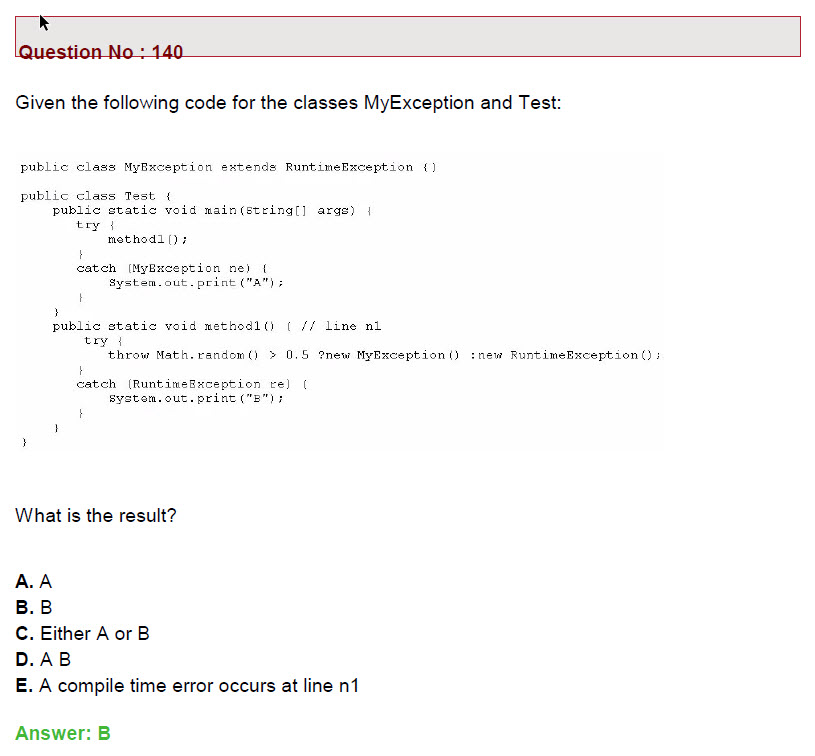 Question No : 140
Given the following code for the classes MyException and Test:
public class MyException extends RuntimeException {}
public class Test {
public static void main(String[] args) {
try {
method1();
}
catch (MyException ne) {
System.out.print("A");
}
}
public static void method1() { // line n1
try {
throw Math.random() > 0.5 ?new MyException() :new RuntimeException();
}
catch (RuntimeException re) {
System.out.print("B");
}
}
}
What is the result?
A. A
B. B
C. Either A or B
D. A B
E. A compile time error occurs at line n1
Answer: B